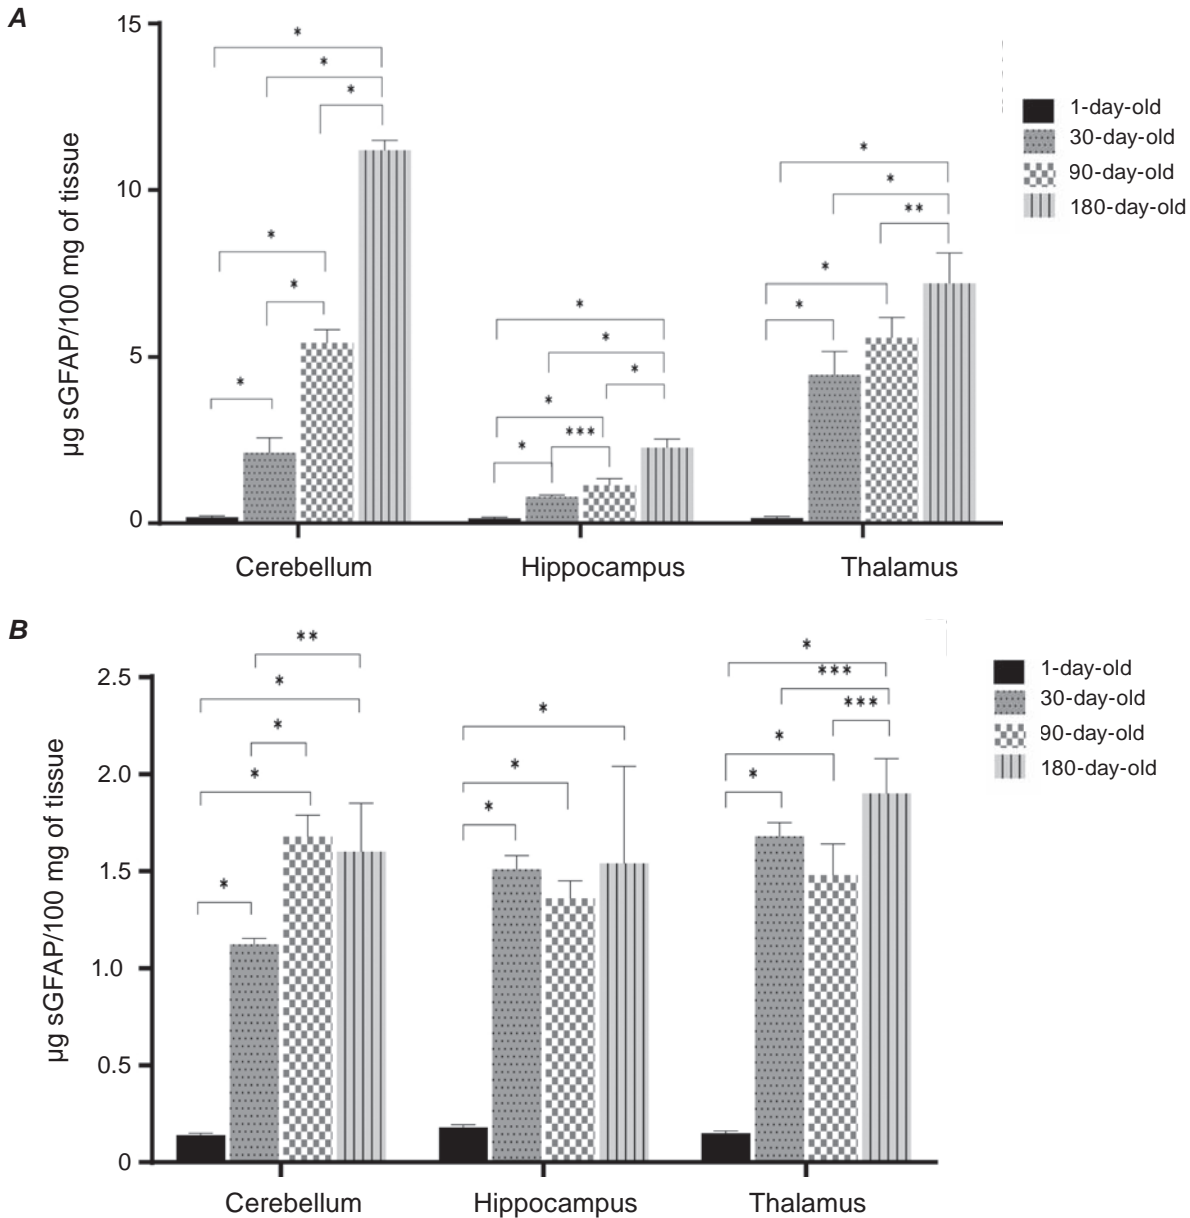 A
15
10
5
0
µg sGFAP/100 mg of tissue
*
*
*
*
*
*
*
*
*
*
***
*
*
*
**
*
*
1-day-old
30-day-old
90-day-old
180-day-old
Cerebellum
Hippocampus
Thalamus
B
2.5
2.0
1.5
1.0
0.5
0
µg sGFAP/100 mg of tissue
**
*
*
*
*
*
*
*
*
***
***
*
*
1-day-old
30-day-old
90-day-old
180-day-old
Cerebellum
Hippocampus
Thalamus